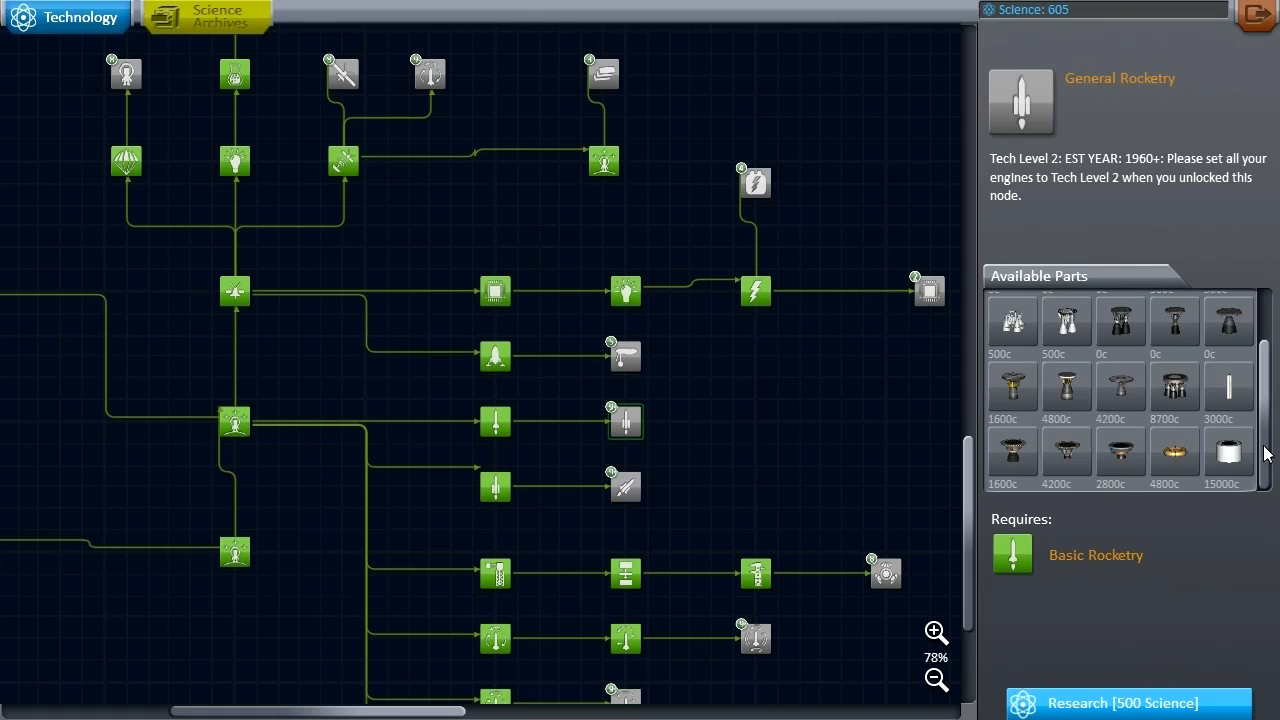 Technology
Science
Archives
Science: 605
General Rocketry
Tech Level 2: EST YEAR: 1960+: Please set all your
engines to Tech Level 2 when you unlocked this
node.
Available Parts
500c 500c 0c 0c 0c
1600c 4800c 4200c 8700c 3000c
1600c 4200c 2800c 4800c 15000c
Requires:
Basic Rocketry
78%
Research [500 Science]